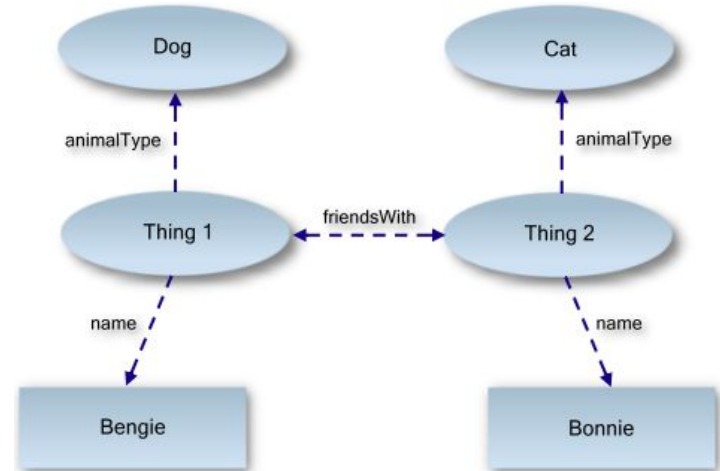 Dog
Cat
animalType
animalType
friendsWith
Thing 1
Thing 2
name
name
Bengie
Bonnie